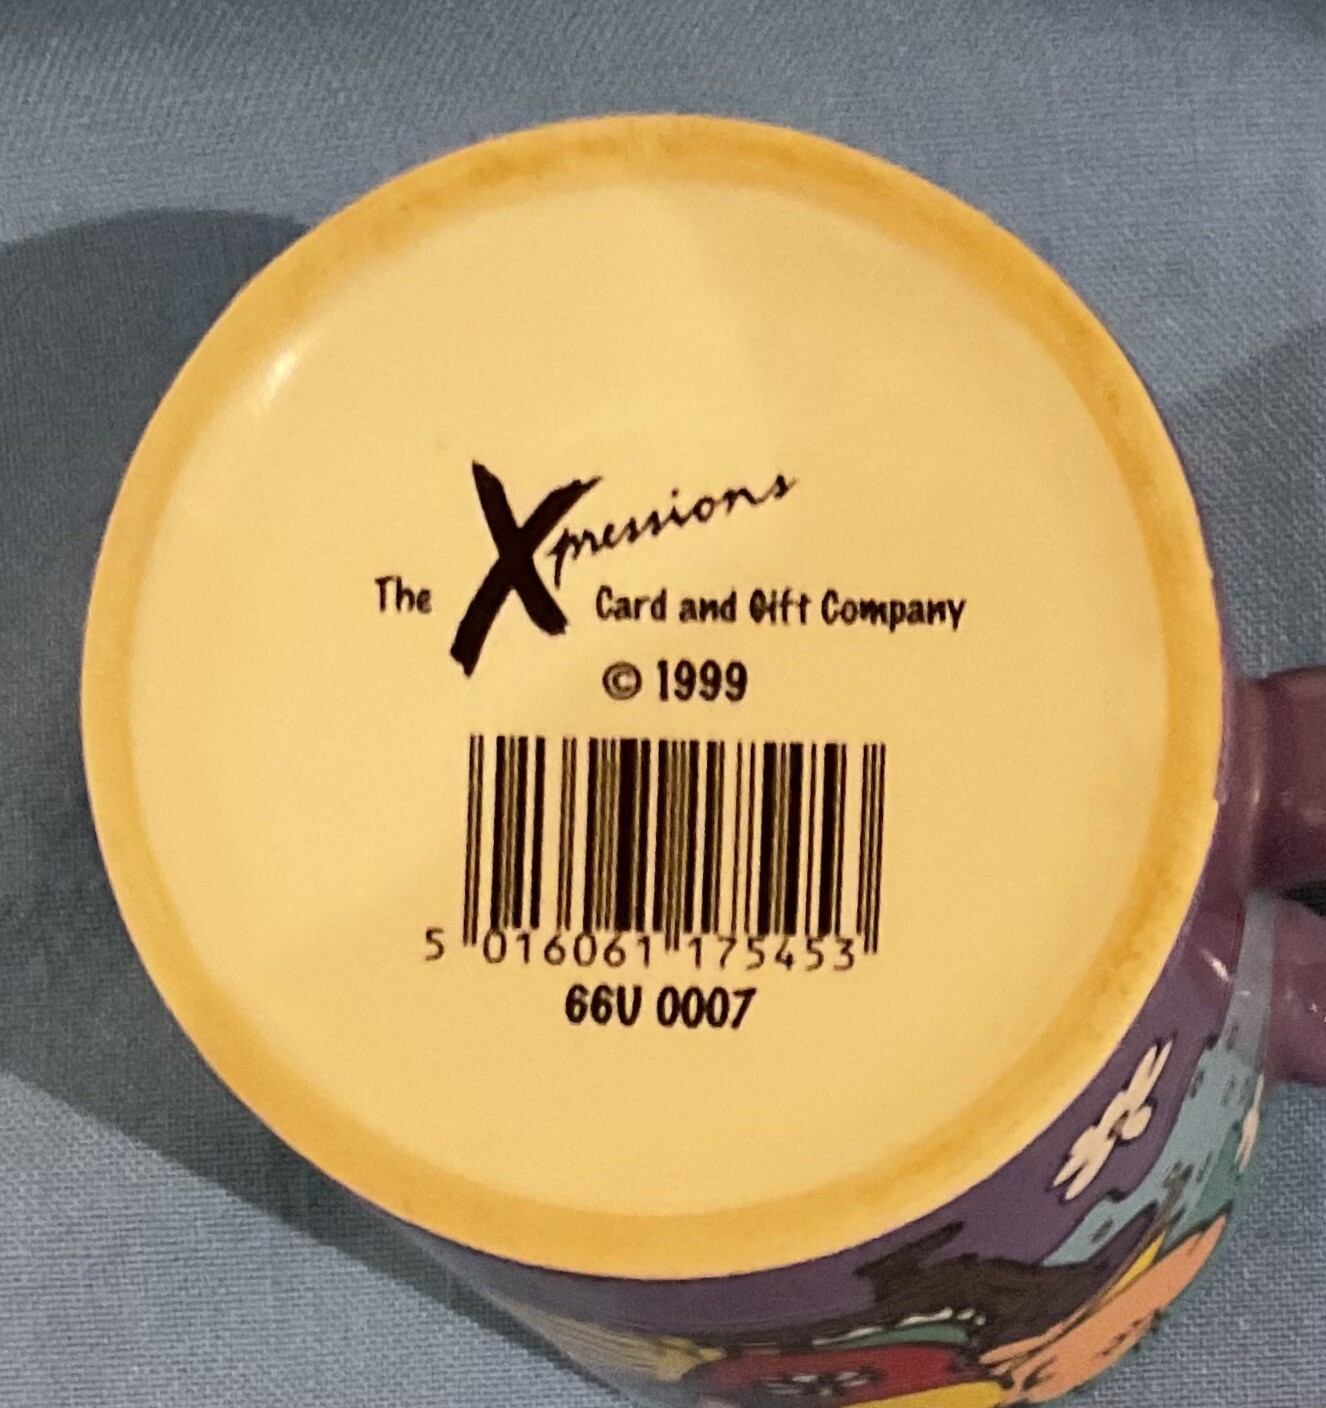 Xpressions
The Card and Gift Company
© 1999
5 016061 175453
66U 0007